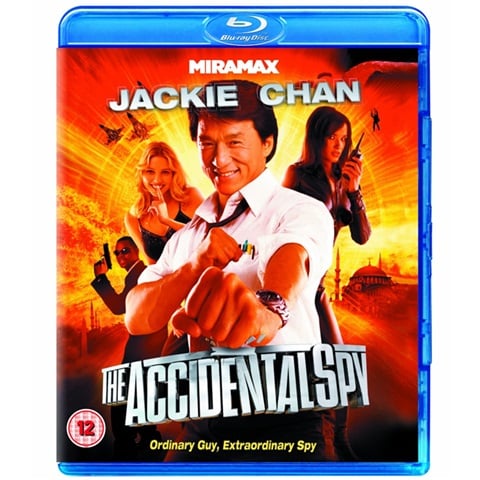 Blu-ray Disc
MIRAMAX
JACKIE CHAN
THE ACCIDENTAL SPY
12
Ordinary Guy, Extraordinary Spy